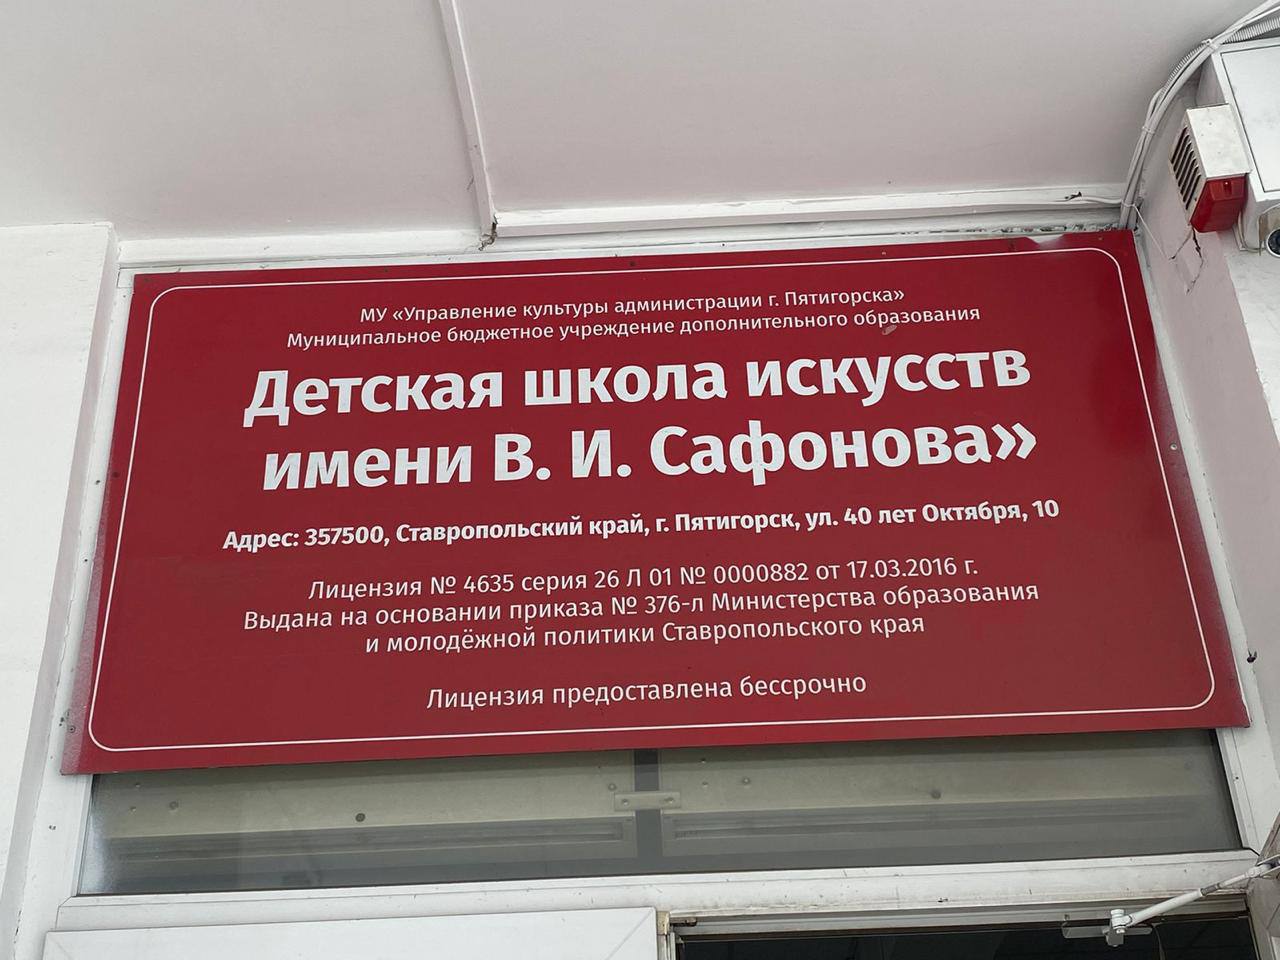 МУ «Управление культуры администрации г. Пятигорска»
Муниципальное бюджетное учреждение дополнительного образования
Детская школа искусств
имени В. И. Сафонова»
Адрес: 357500, Ставропольский край, г. Пятигорск, ул. 40 лет Октября, 10
Лицензия № 4635 серия 26 Л 01 № 0000882 от 17.03.2016 г.
Выдана на основании приказа № 376-л Министерства образования
и молодёжной политики Ставропольского края
Лицензия предоставлена бессрочно